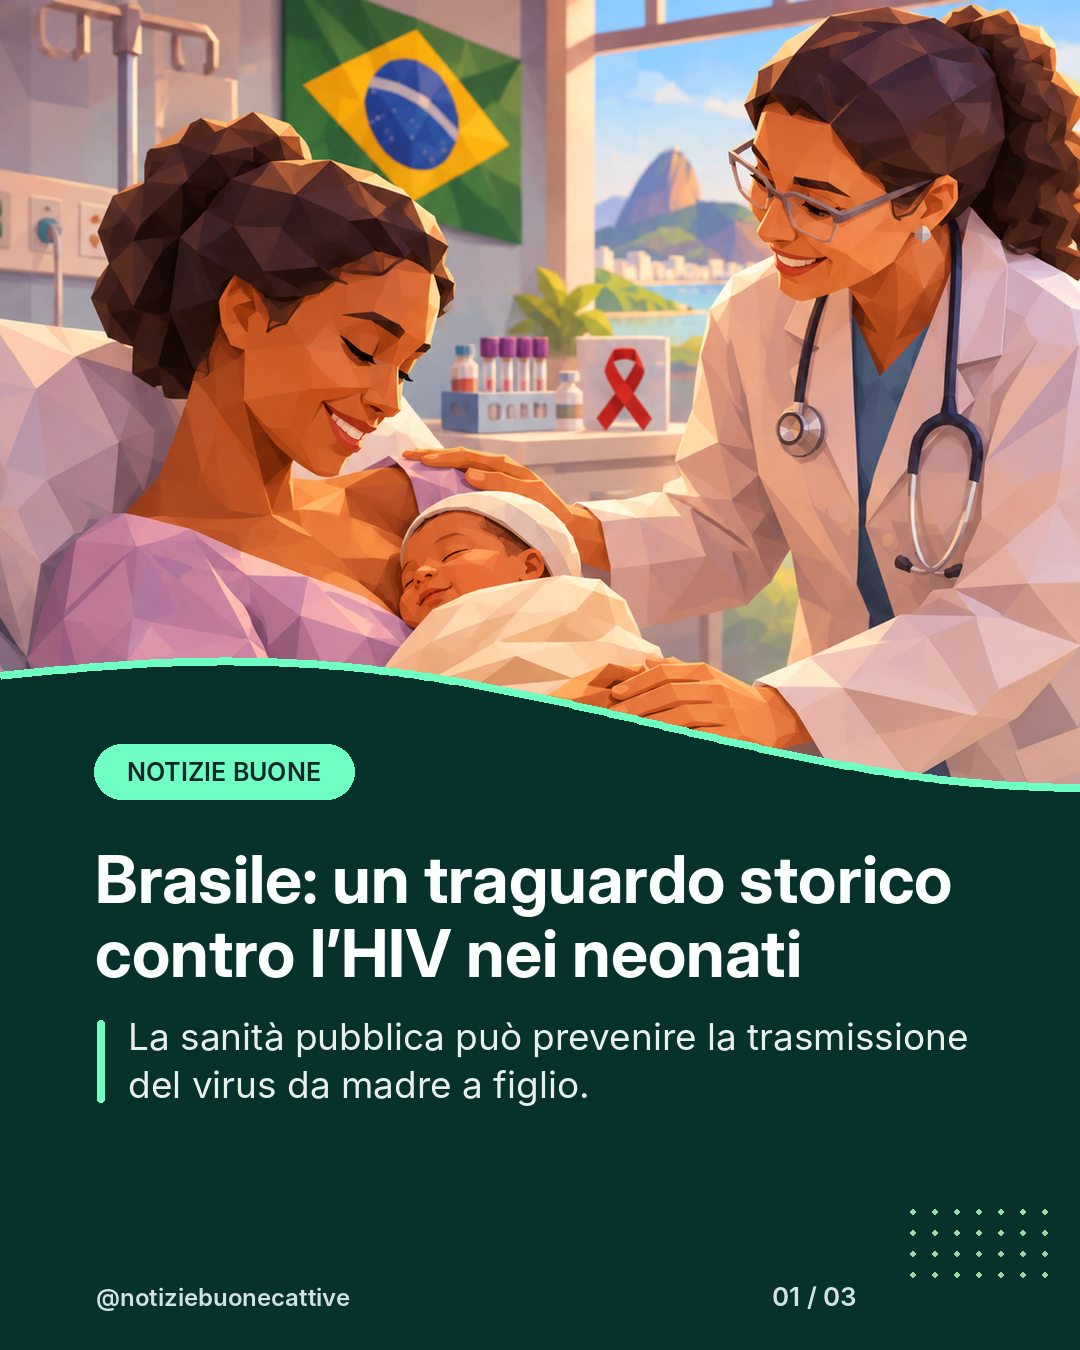 NOTIZIE BUONE
Brasile: un traguardo storico
contro l’HIV nei neonati
La sanità pubblica può prevenire la trasmissione
del virus da madre a figlio.
@notiziebuonecattive
01 / 03